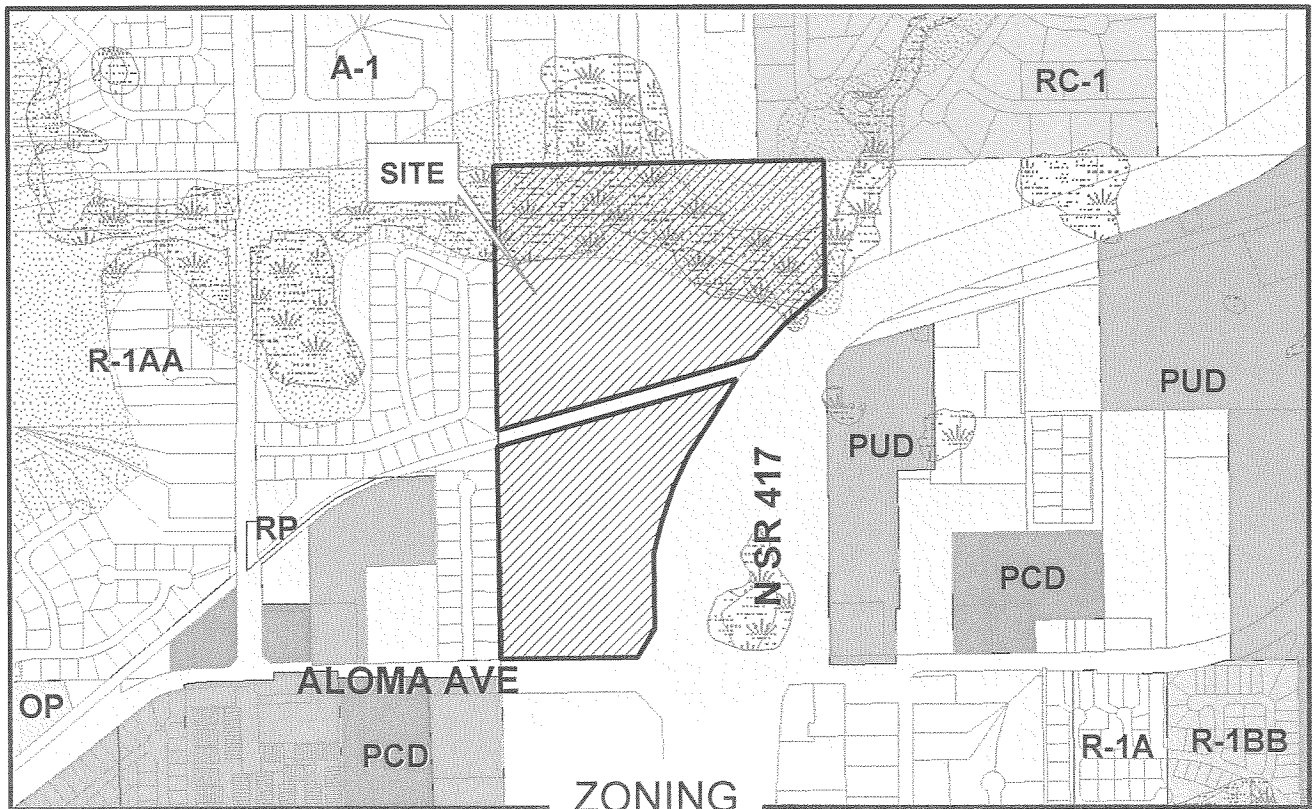 A-1
RC-1
SITE
R-1AA
PUD
PUD
N SR 417
RP
PCD
ALOMA AVE
OP
PCD
R-1A
R-1BB
ZONING